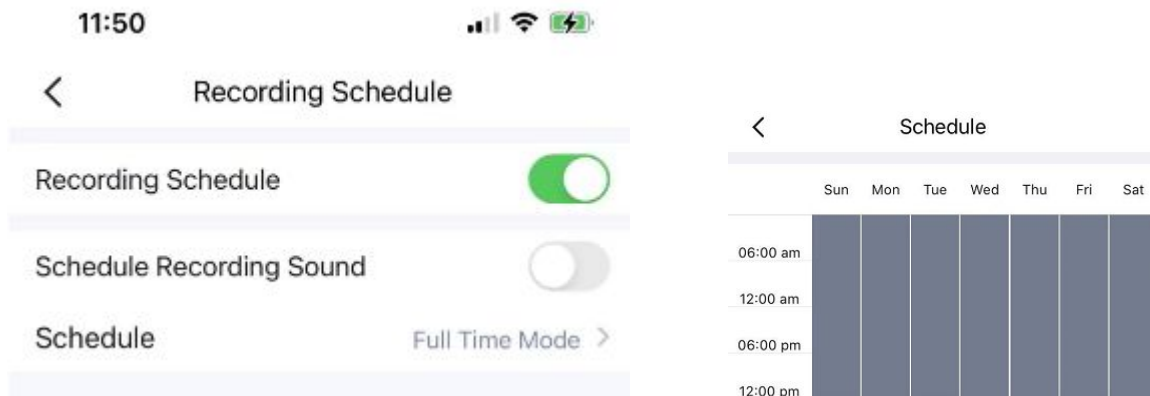 11:50
Recording Schedule
Recording Schedule
Schedule Recording Sound
Schedule Full Time Mode
Schedule
Sun Mon Tue Wed Thu Fri Sat
06:00 am
12:00 am
06:00 pm
12:00 pm